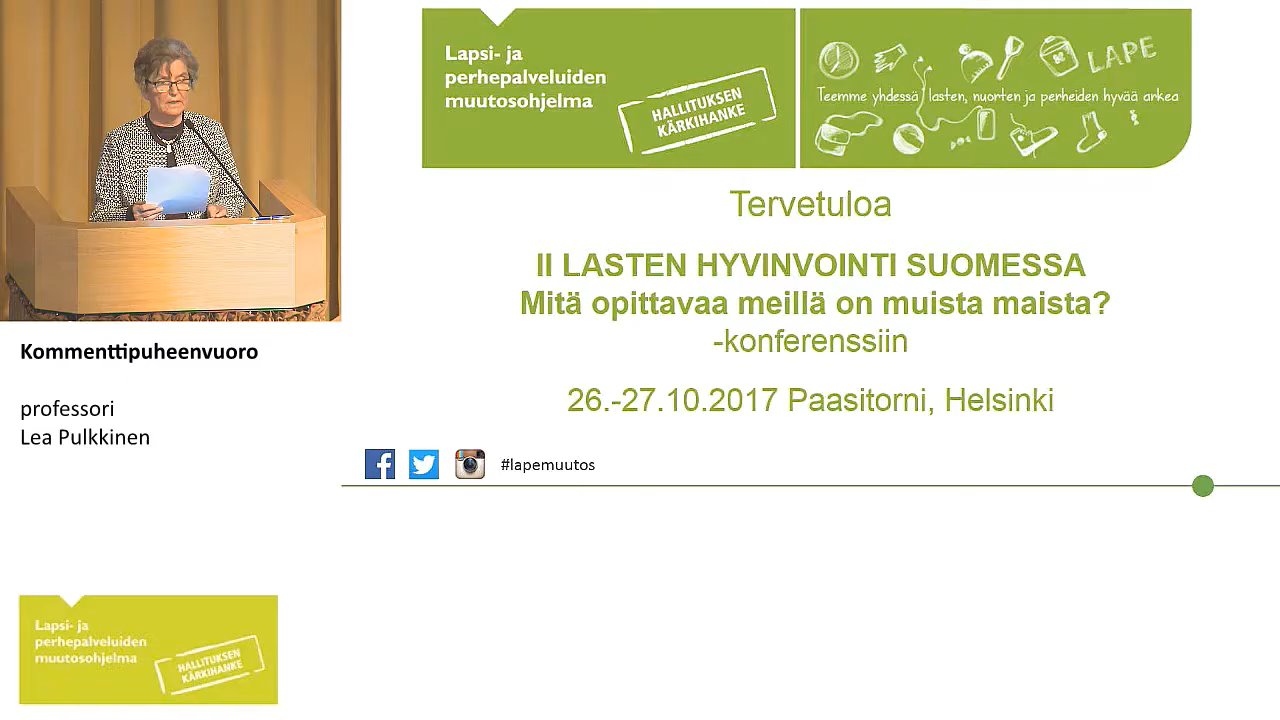 Lapsi- ja
perhepalveluiden
muutosohjelma
HALLITUKSEN
KÄRKIHANKE
LAPE
Teemme yhdessä lasten, nuorten ja perheiden hyvää arkea
Tervetuloa
II LASTEN HYVINVOINTI SUOMESSA
Mitä opittavaa meillä on muista maista?
-konferenssiin
26.-27.10.2017 Paasitorni, Helsinki
#lapemuutos
Kommenttipuheenvuoro
professori
Lea Pulkkinen
Lapsi- ja
perhepalveluiden
muutosohjelma
HALLITUKSEN
KÄRKIHANKE